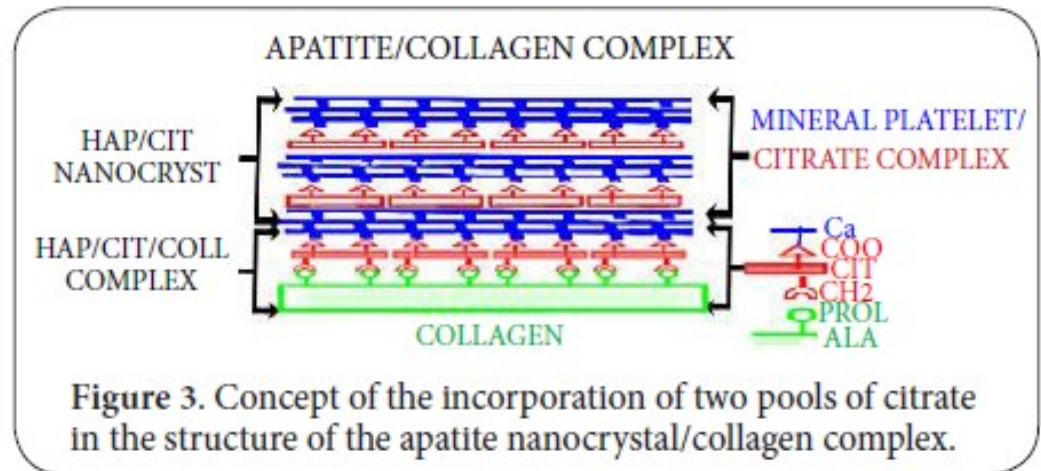 APATITE/COLLAGEN COMPLEX
HAP/CIT
NANOCRYST
MINERAL PLATELET/
CITRATE COMPLEX
HAP/CIT/COLL
COMPLEX
Ca
COO
CIT
CH2
PROL
ALA
COLLAGEN
Figure 3. Concept of the incorporation of two pools of citrate
in the structure of the apatite nanocrystal/collagen complex.